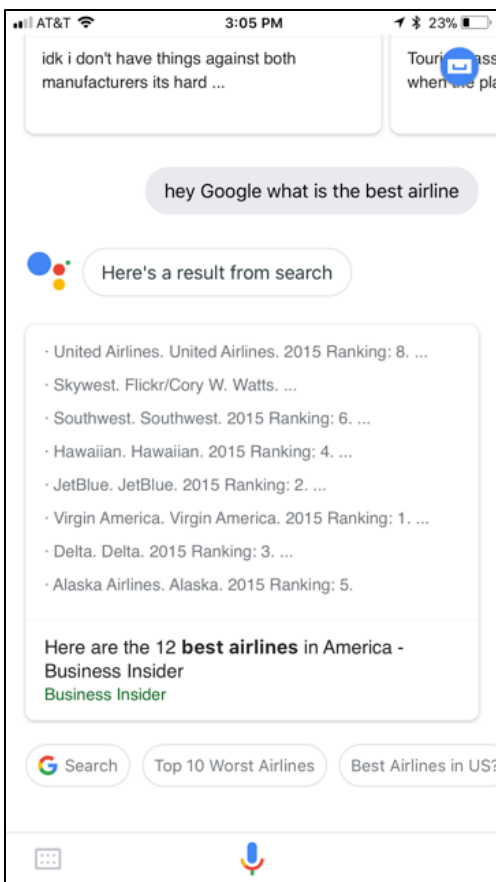 AT&T 3:05 PM 23%
idk i don't have things against both
manufacturers its hard ...
when the
hey Google what is the best airline
Here's a result from search
· United Airlines. United Airlines. 2015 Ranking: 8. ...
· Skywest. Flickr/Cory W. Watts. ...
· Southwest. Southwest. 2015 Ranking: 6. ...
· Hawaiian. Hawaiian. 2015 Ranking: 4. ...
· JetBlue. JetBlue. 2015 Ranking: 2. ...
· Virgin America. Virgin America. 2015 Ranking: 1. ...
· Delta. Delta. 2015 Ranking: 3. ...
· Alaska Airlines. Alaska. 2015 Ranking: 5.
Here are the 12 best airlines in America -
Business Insider
Business Insider
G Search
Top 10 Worst Airlines
Best Airlines in US?